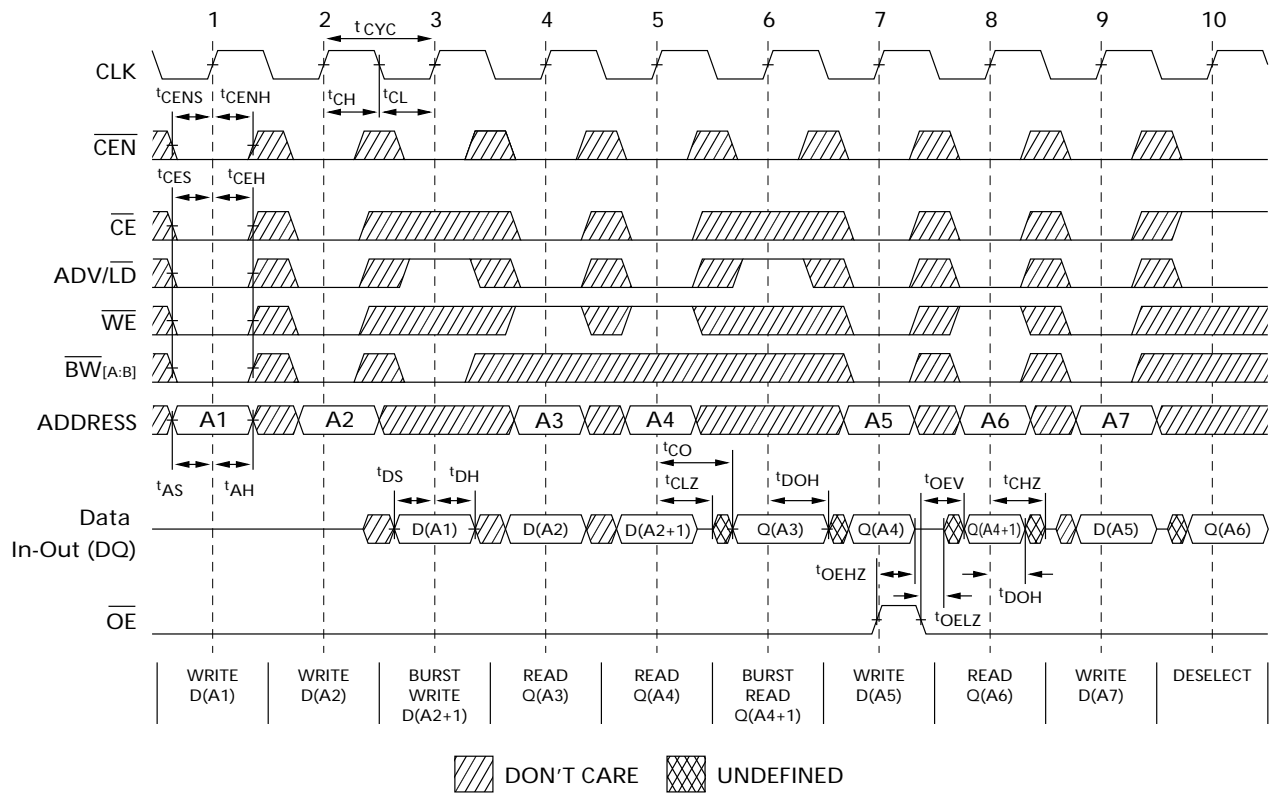 1 2 3 4 5 6 7 8 9 10
tCYC
CLK
tCENS tCENH tCH tCL
CEN
tCES tCEH
CE
ADV/LD
WE
BW[A:B]
ADDRESS A1 A2 A3 A4 A5 A6 A7
tCO
tAS tAH tDS tDH tCLZ tDOH tOEV tCHZ
Data
In-Out (DQ)
D(A1) D(A2) D(A2+1) Q(A3) Q(A4) Q(A4+1) D(A5) Q(A6)
tOEHZ tDOH
tOELZ
OE
WRITE
D(A1)
WRITE
D(A2)
BURST
WRITE
D(A2+1)
READ
Q(A3)
READ
Q(A4)
BURST
READ
Q(A4+1)
WRITE
D(A5)
READ
Q(A6)
WRITE
D(A7)
DESELECT
DON'T CARE UNDEFINED